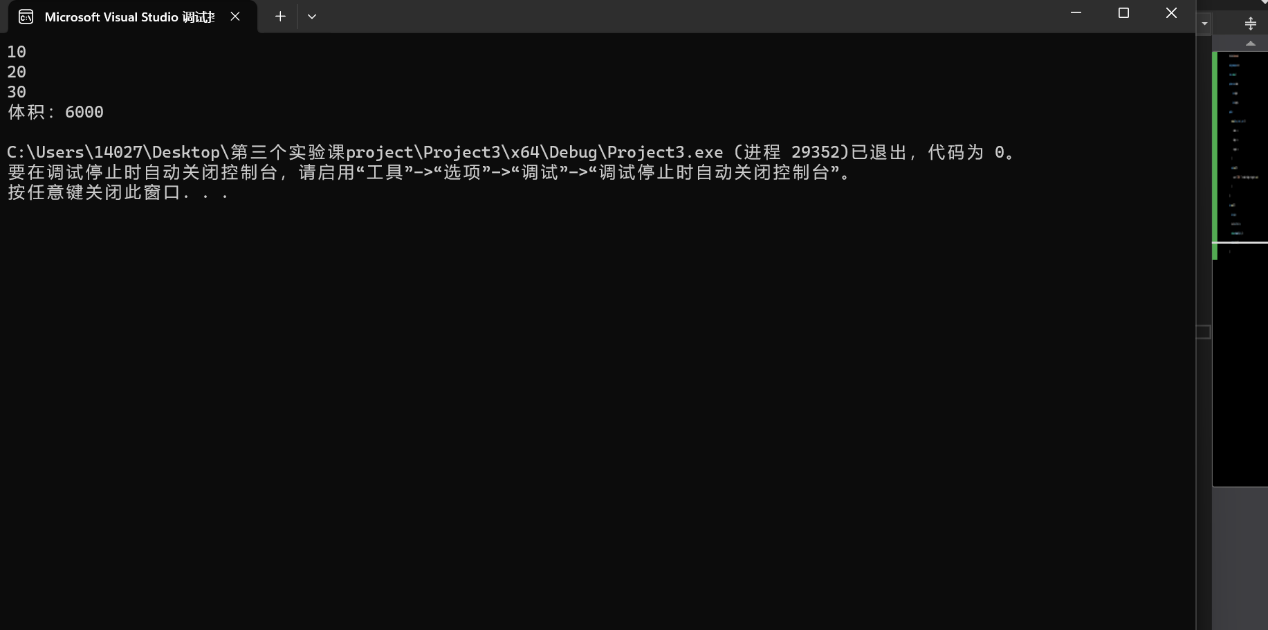 Microsoft Visual Studio 调试控
10
20
30
体积：6000
C:\Users\14027\Desktop\第三个实验课project\Project3\x64\Debug\Project3.exe (进程 29352)已退出，代码为 0。
要在调试停止时自动关闭控制台，请启用“工具”->“选项”->“调试”->“调试停止时自动关闭控制台”。
按任意键关闭此窗口. . .